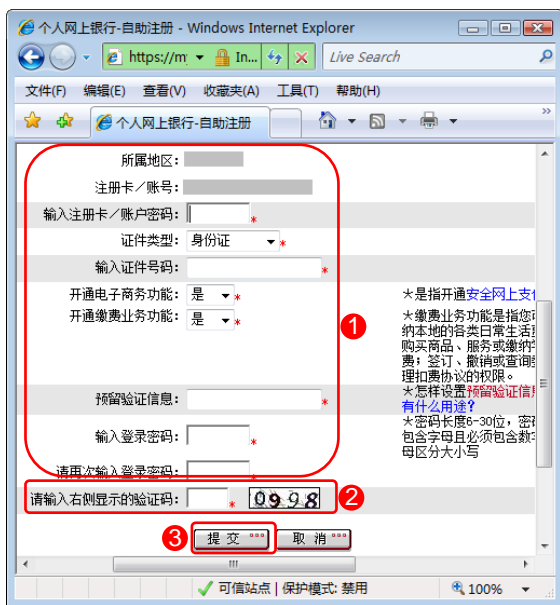 个人网上银行-自助注册 - Windows Internet Explorer
https://m In... Live Search
文件(F) 编辑(E) 查看(V) 收藏夹(A) 工具(T) 帮助(H)
个人网上银行-自助注册
所属地区:
注册卡/账号:
输入注册卡/账户密码: *
证件类型: 身份证 *
输入证件号码: *
开通电子商务功能: 是 * *是指开通安全网上支
开通缴费业务功能: 是 * *缴费业务功能是指您
纳本地的各类日常生活
购买商品、服务或缴纳
1
费; 签订、撤销或查询
理扣费协议的权限。
预留验证信息: * *怎样设置预留验证信
有什么用途?
*密码长度6-30位, 密
输入登录密码: * 包含字母且必须包含数
母区分大小写
请再次输入登录密码: *
请输入右侧显示的验证码: * 0998 2
3 提 交 取 消
可信站点 | 保护模式: 禁用 100%